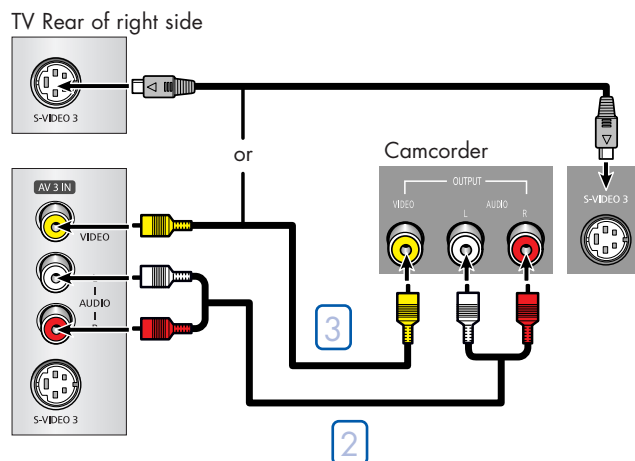 TV Rear of right side
S-VIDEO 3
or
Camcorder
OUTPUT
VIDEO
L
AUDIO
R
S-VIDEO 3
AV 3 IN
VIDEO
AUDIO
S-VIDEO 3
3
2